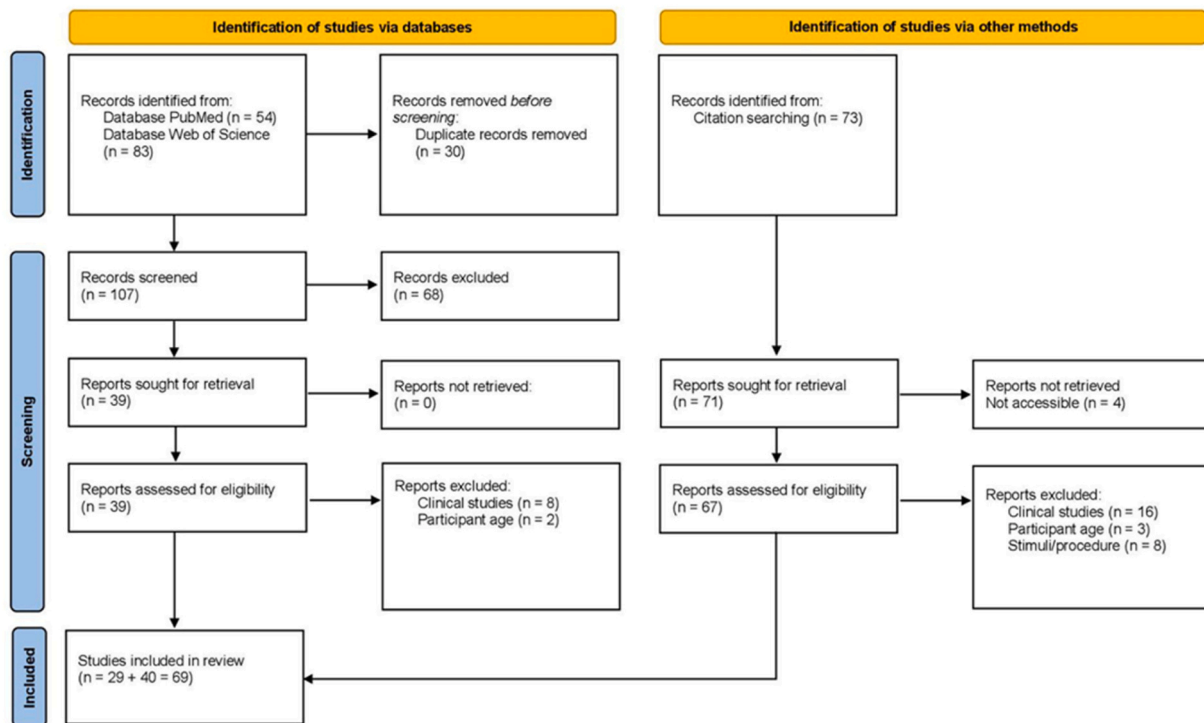 Identification of studies via databases
Identification of studies via other methods
Identification
Records identified from:
Database PubMed (n = 54)
Database Web of Science
(n = 83)
Records removed before
screening:
Duplicate records removed
(n = 30)
Records identified from:
Citation searching (n = 73)
Screening
Records screened
(n = 107)
Records excluded
(n = 68)
Reports sought for retrieval
(n = 39)
Reports not retrieved:
(n = 0)
Reports sought for retrieval
(n = 71)
Reports not retrieved
Not accessible (n = 4)
Reports assessed for eligibility
(n = 39)
Reports excluded:
Clinical studies (n = 8)
Participant age (n = 2)
Reports assessed for eligibility
(n = 67)
Reports excluded:
Clinical studies (n = 16)
Participant age (n = 3)
Stimuli/procedure (n = 8)
Included
Studies included in review
(n = 29 + 40 = 69)